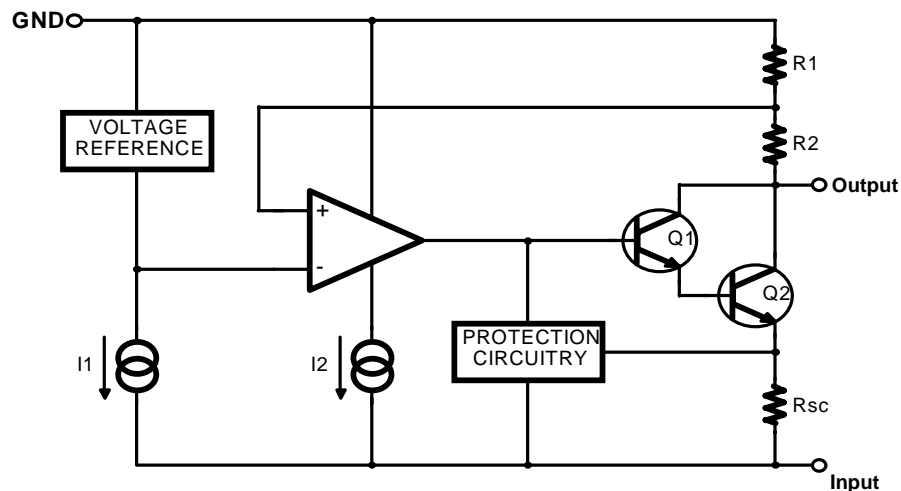 GND
R1
VOLTAGE
REFERENCE
R2
Output
+
Q1
-
Q2
I1
I2
PROTECTION
CIRCUITRY
Rsc
Input